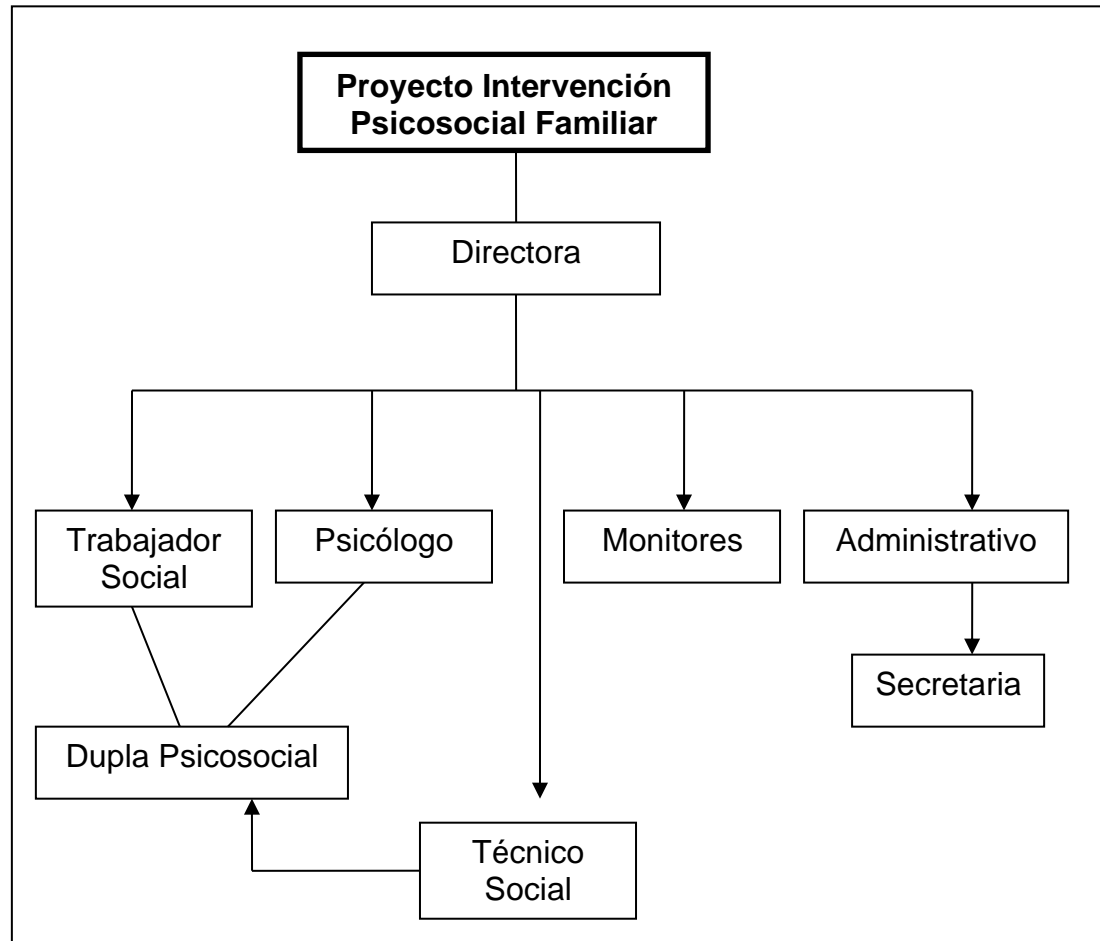 Proyecto Intervención
Psicosocial Familiar
Directora
Trabajador
Social
Psicólogo
Monitores
Administrativo
Secretaria
Dupla Psicosocial
Técnico
Social